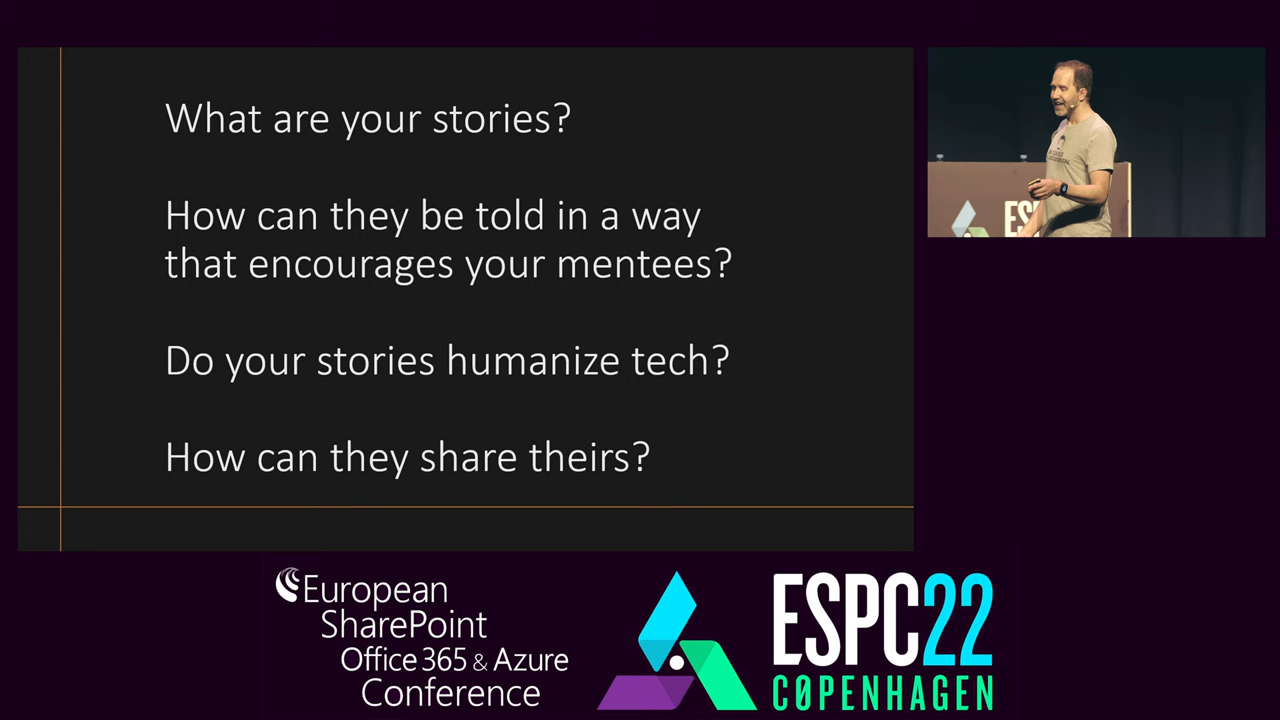 What are your stories?
How can they be told in a way
that encourages your mentees?
Do your stories humanize tech?
How can they share theirs?
European
SharePoint
Office 365 & Azure
Conference
ESPC22
CØPENHAGEN